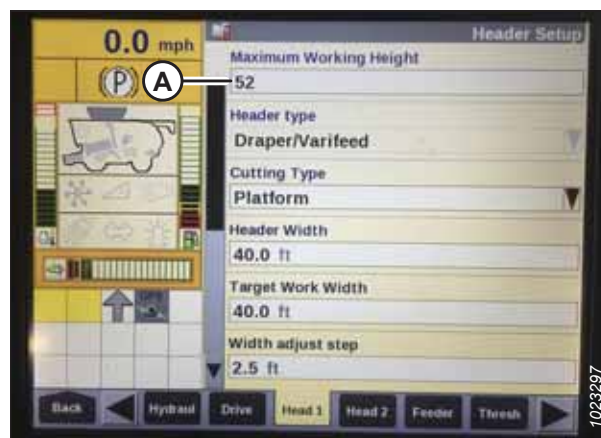 0.0 mph
(P)
A
Header Setup
Maximum Working Height
52
Header type
Draper/Varifeed
Cutting Type
Platform
Header Width
40.0 ft
Target Work Width
40.0 ft
Width adjust step
2.5 ft
Back
Hydraul
Drive
Head 1
Head 2
Feeder
Thresh
1023297